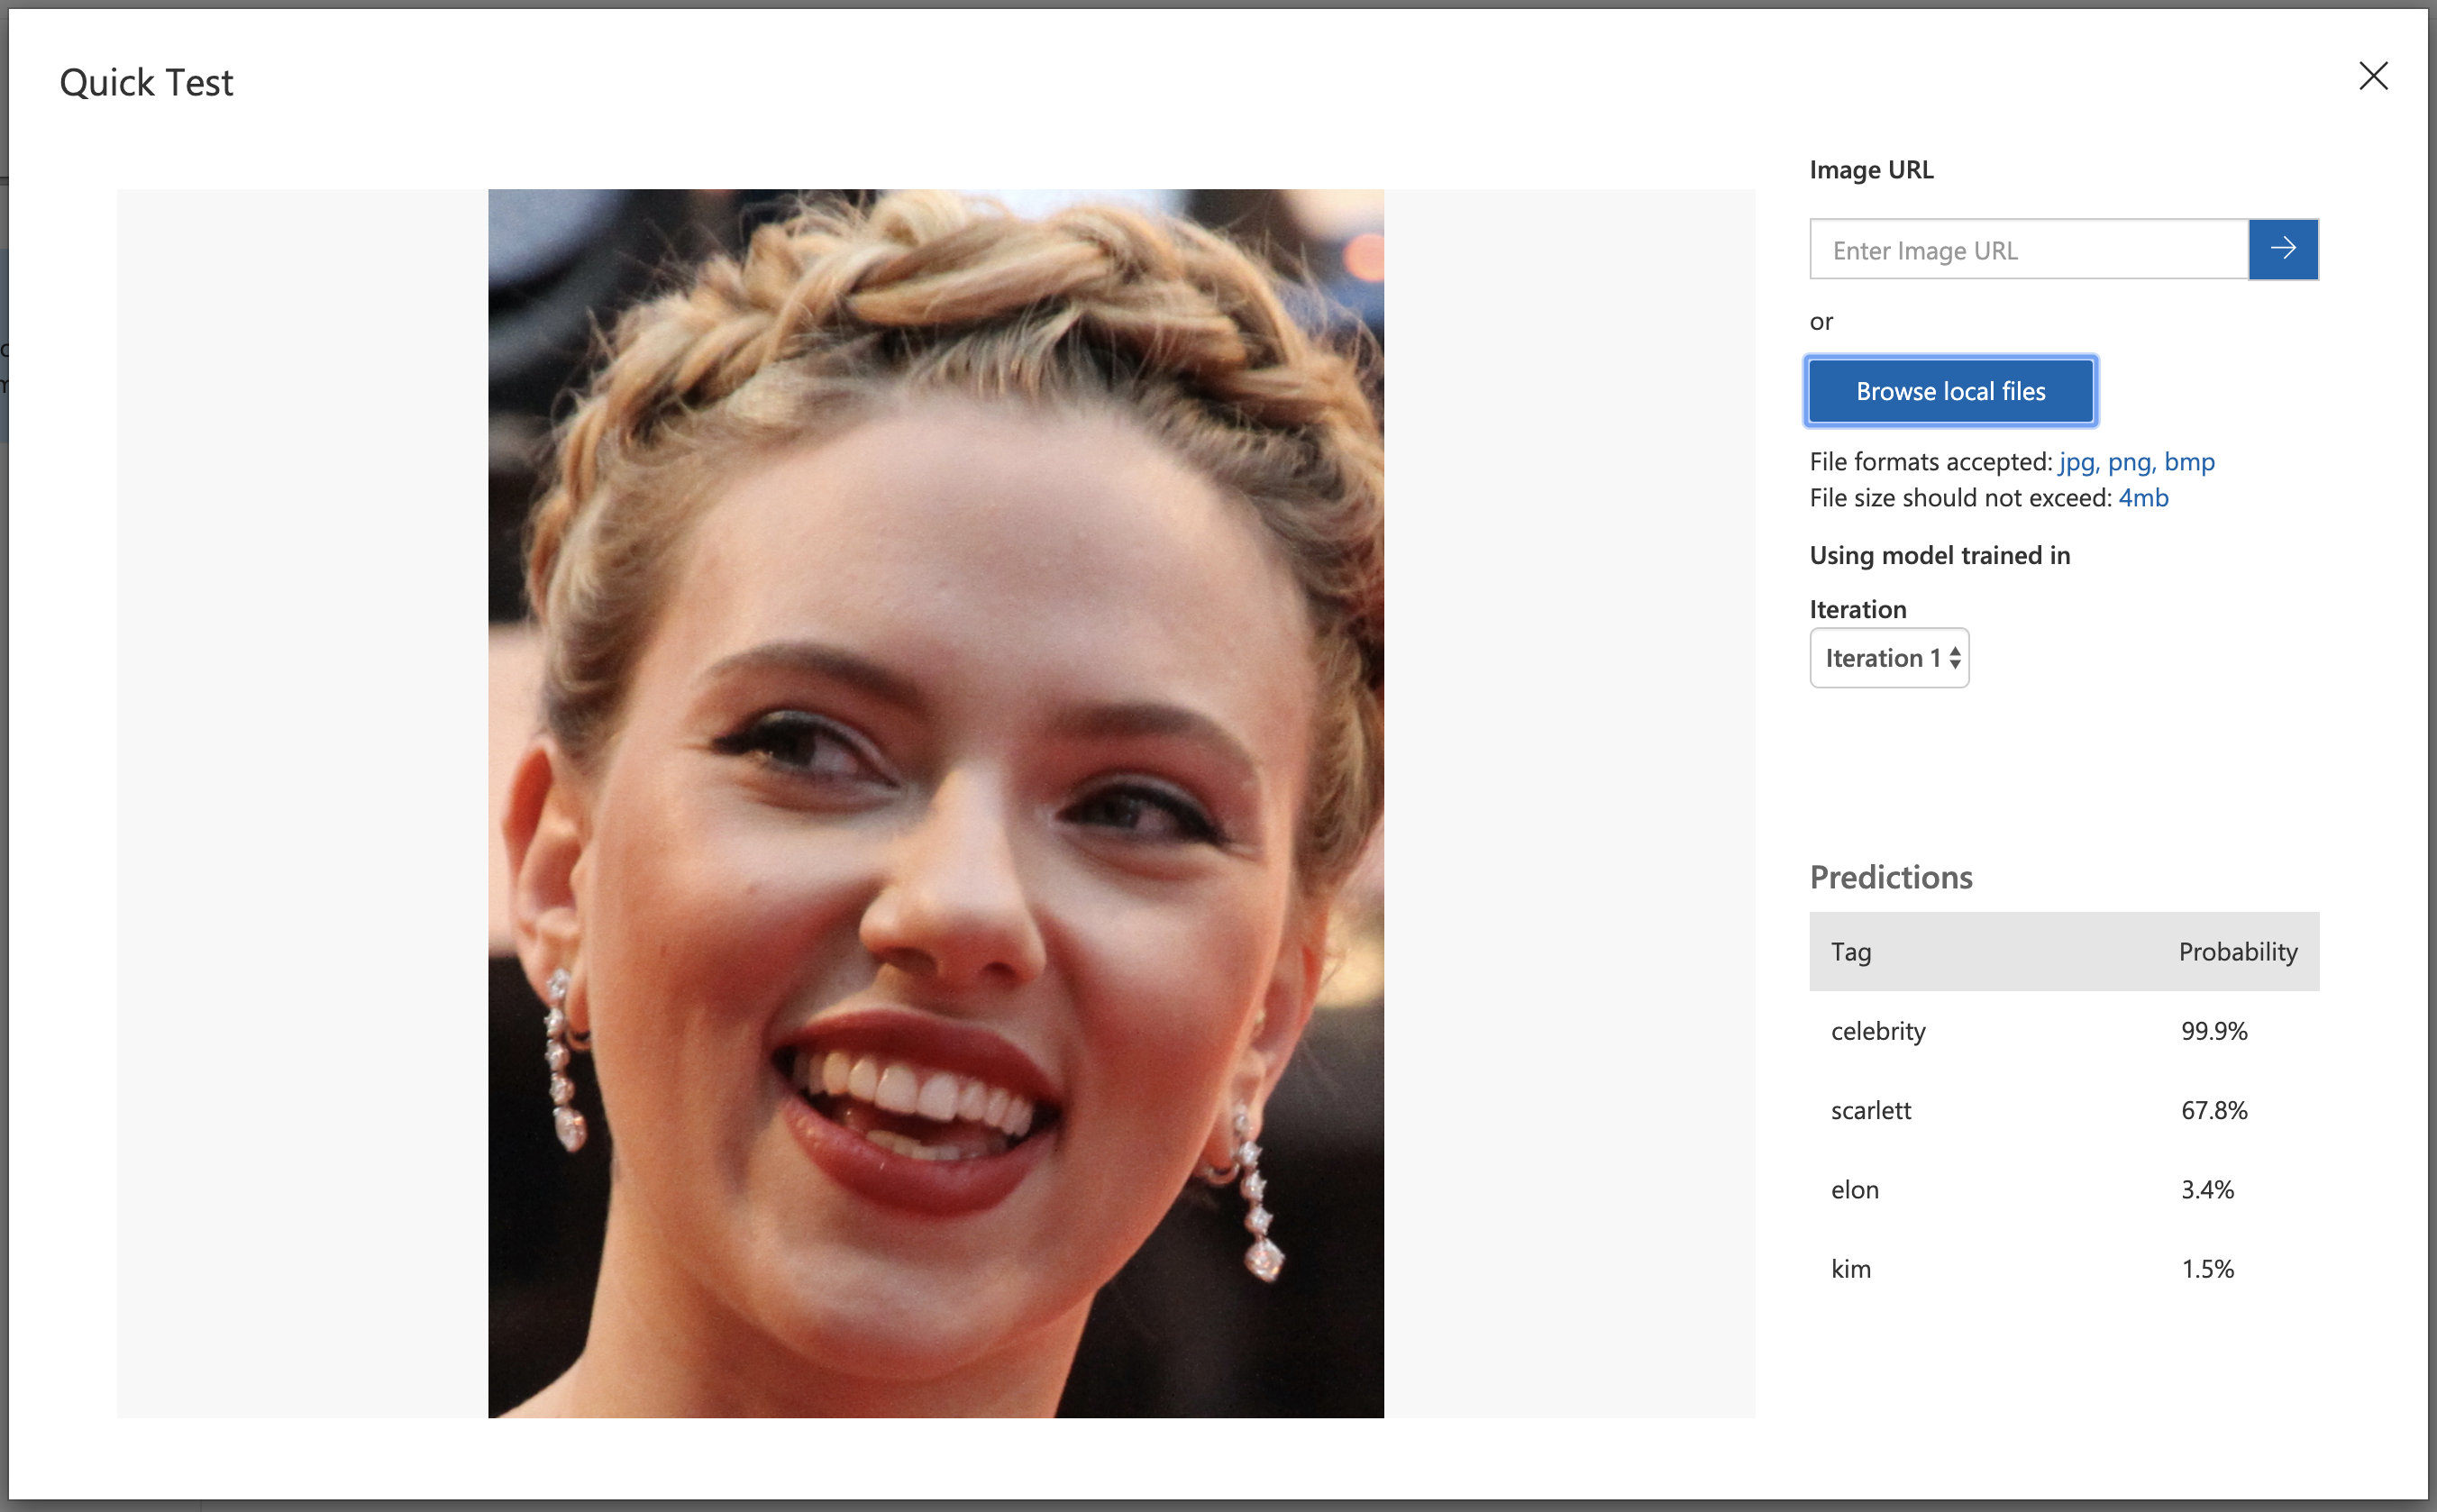 Quick Test
Image URL
Enter Image URL
or
Browse local files
File formats accepted: jpg, png, bmp
File size should not exceed: 4mb
Using model trained in
Iteration
Iteration 1
Predictions
Tag Probability
celebrity 99.9%
scarlett 67.8%
elon 3.4%
kim 1.5%